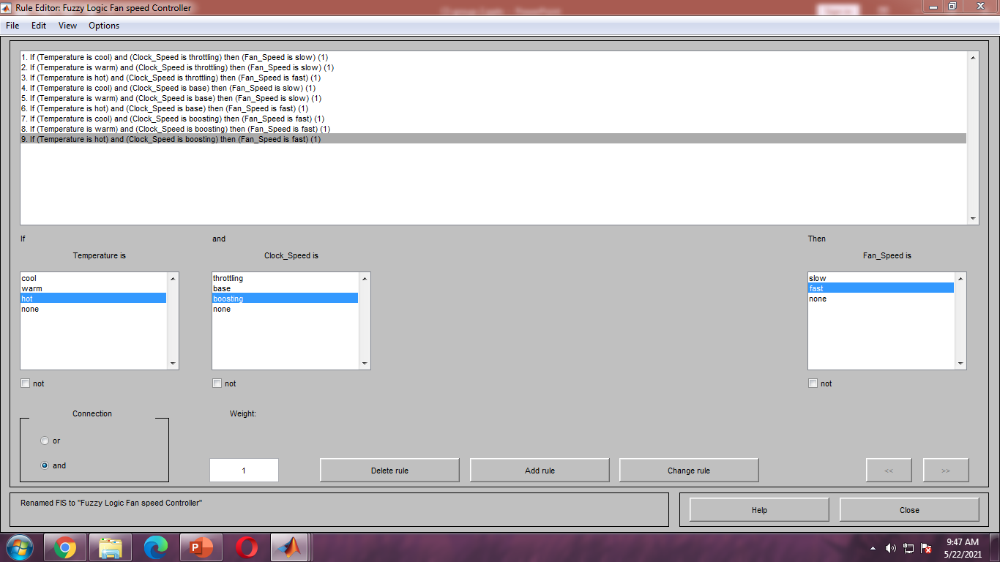 Rule Editor: Fuzzy Logic Fan speed Controller
File Edit View Options
1. If (Temperature is cool) and (Clock_Speed is throttling) then (Fan_Speed is slow) (1)
2. If (Temperature is warm) and (Clock_Speed is throttling) then (Fan_Speed is slow) (1)
3. If (Temperature is hot) and (Clock_Speed is throttling) then (Fan_Speed is fast) (1)
4. If (Temperature is cool) and (Clock_Speed is base) then (Fan_Speed is slow) (1)
5. If (Temperature is warm) and (Clock_Speed is base) then (Fan_Speed is slow) (1)
6. If (Temperature is hot) and (Clock_Speed is base) then (Fan_Speed is fast) (1)
7. If (Temperature is cool) and (Clock_Speed is boosting) then (Fan_Speed is fast) (1)
8. If (Temperature is warm) and (Clock_Speed is boosting) then (Fan_Speed is fast) (1)
9. If (Temperature is hot) and (Clock_Speed is boosting) then (Fan_Speed is fast) (1)
If and Then
Temperature is Clock_Speed is Fan_Speed is
cool throttling slow
warm base fast
hot boosting none
none none
not not not
Connection Weight:
or
and
1 Delete rule Add rule Change rule << >>
Renamed FIS to "Fuzzy Logic Fan speed Controller"
Help Close
9:47 AM
5/22/2021